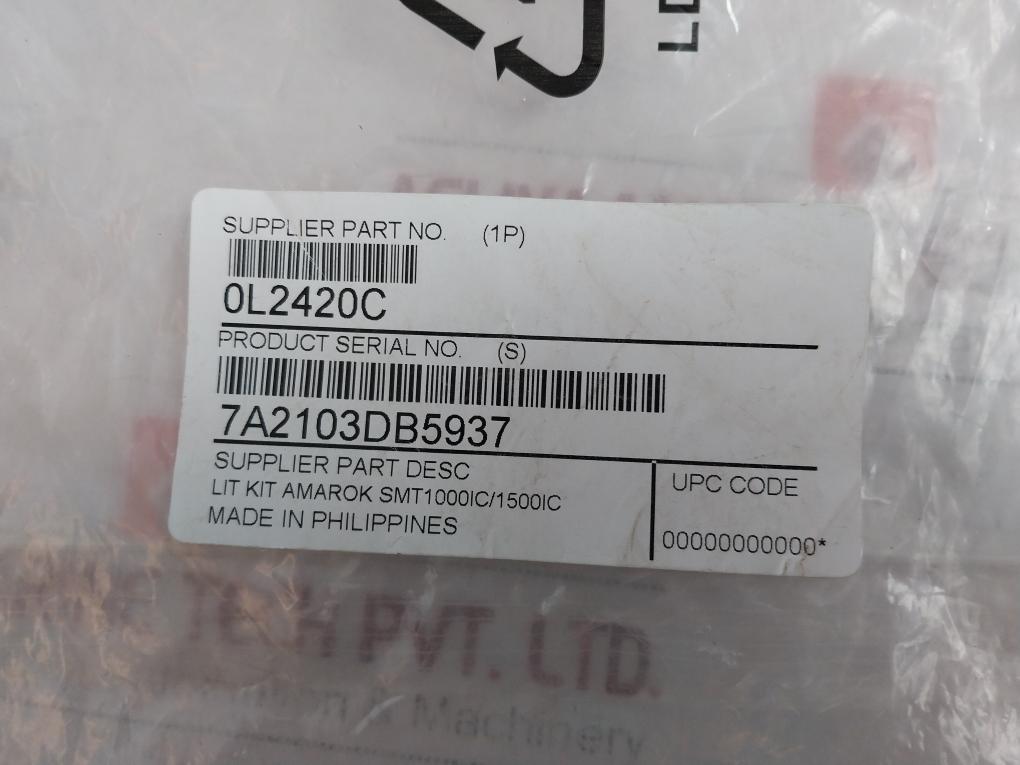 LD
SUPPLIER PART NO. (1P)
0L2420C
PRODUCT SERIAL NO. (S)
7A2103DB5937
SUPPLIER PART DESC
LIT KIT AMAROK SMT1000IC/1500IC
MADE IN PHILIPPINES
UPC CODE
00000000000*
TECH PVT. LTD.
& Machinery